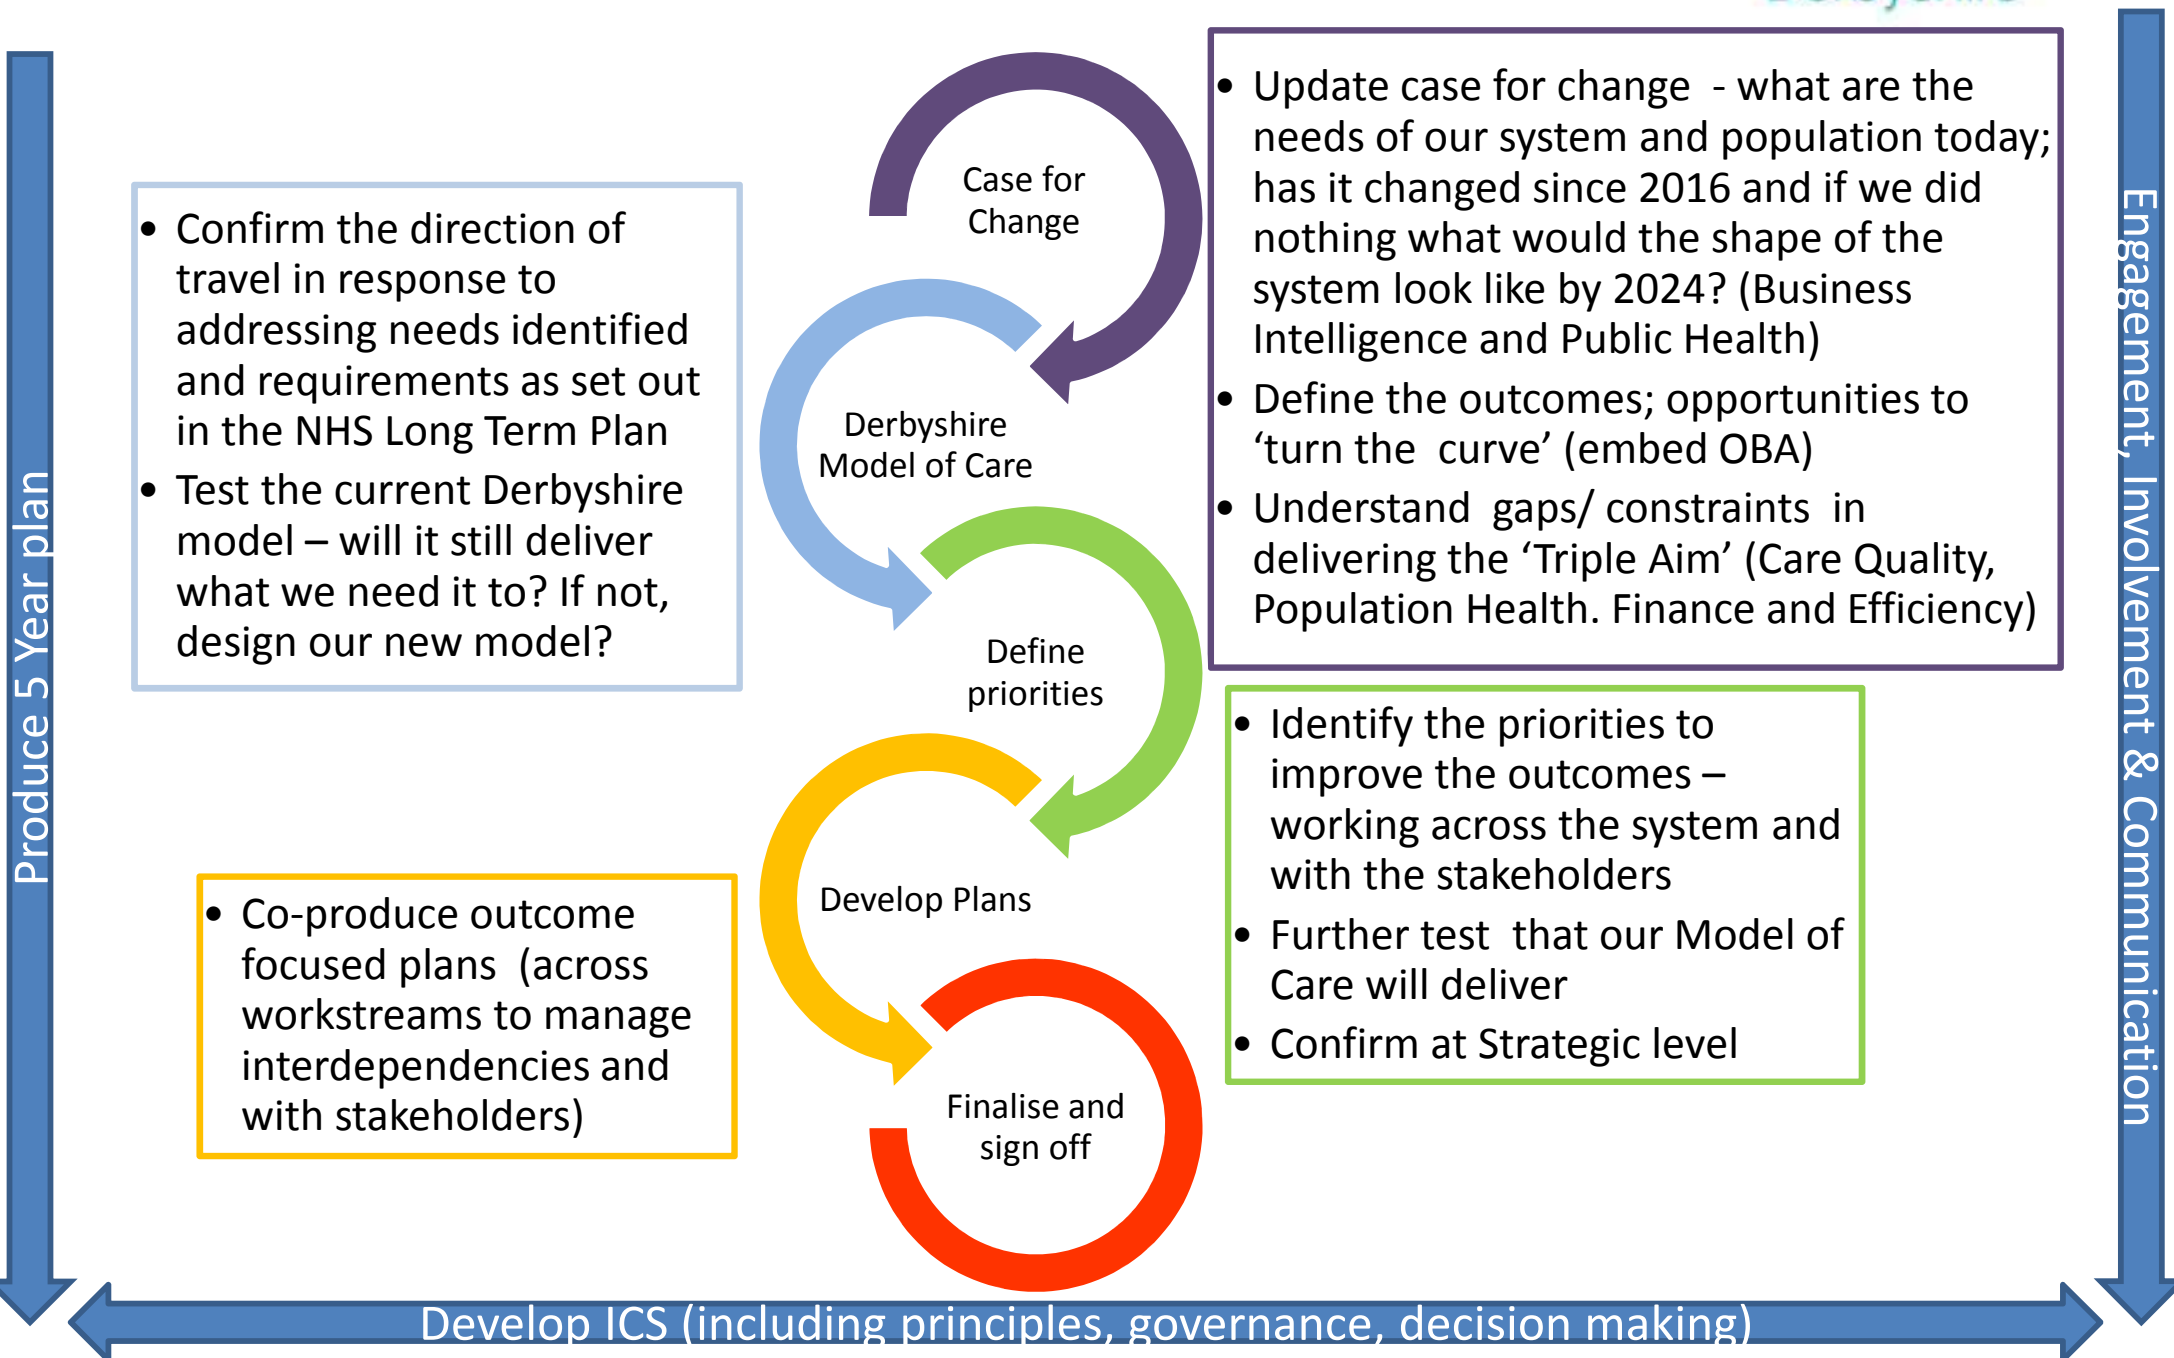 Case for
Change
• Update case for change - what are the
needs of our system and population today;
has it changed since 2016 and if we did
nothing what would the shape of the
system look like by 2024? (Business
Intelligence and Public Health)
• Define the outcomes; opportunities to
‘turn the curve’ (embed OBA)
• Understand gaps/ constraints in
delivering the ‘Triple Aim’ (Care Quality,
Population Health. Finance and Efficiency)
• Confirm the direction of
travel in response to
addressing needs identified
and requirements as set out
in the NHS Long Term Plan
• Test the current Derbyshire
model – will it still deliver
what we need it to? If not,
design our new model?
Derbyshire
Model of Care
Define
priorities
• Identify the priorities to
improve the outcomes –
working across the system and
with the stakeholders
• Further test that our Model of
Care will deliver
• Confirm at Strategic level
Develop Plans
• Co-produce outcome
focused plans (across
workstreams to manage
interdependencies and
with stakeholders)
Finalise and
sign off
Produce 5 Year plan
Engagement, Involvement & Communication
Develop ICS (including principles, governance, decision making)